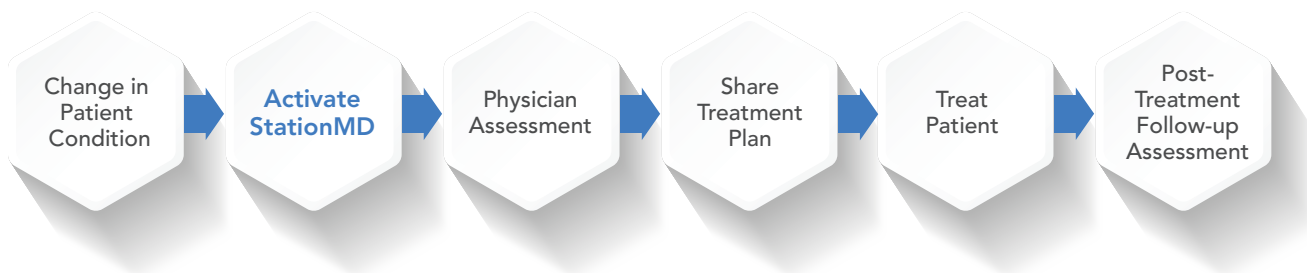 Change in
Patient
Condition
Activate
StationMD
Physician
Assessment
Share
Treatment
Plan
Treat
Patient
Post-
Treatment
Follow-up
Assessment